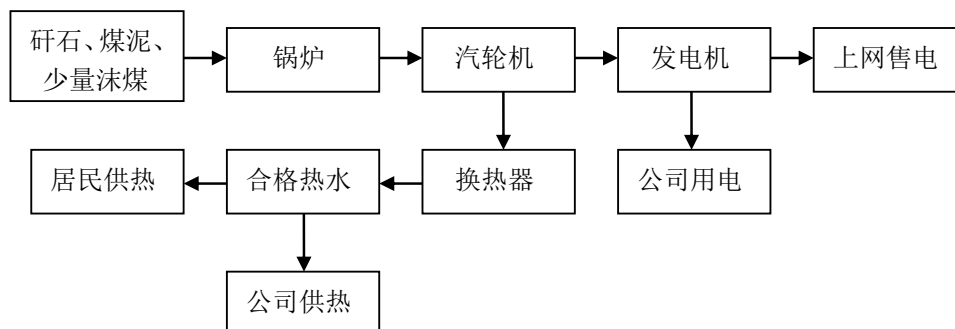 矸石、煤泥、
少量沫煤
锅炉
汽轮机
发电机
上网售电
居民供热
合格热水
换热器
公司用电
公司供热